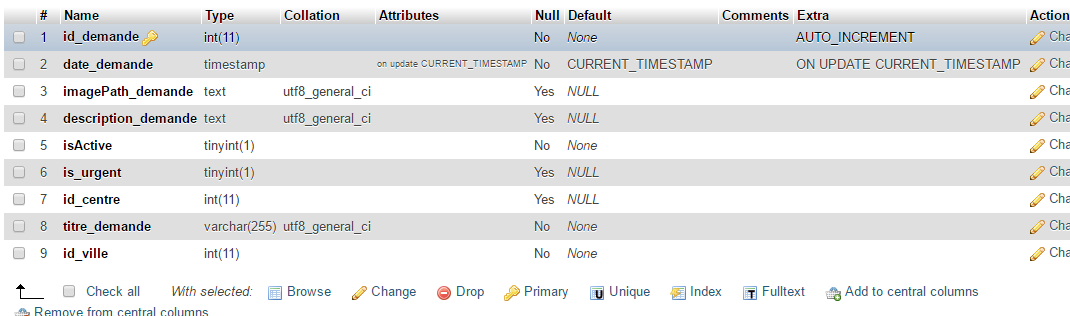 # Name Type Collation Attributes Null Default Comments Extra Action
1 id_demande int(11) No None AUTO_INCREMENT Cha
2 date_demande timestamp on update CURRENT_TIMESTAMP No CURRENT_TIMESTAMP ON UPDATE CURRENT_TIMESTAMP Cha
3 imagePath_demande text utf8_general_ci Yes NULL Cha
4 description_demande text utf8_general_ci Yes NULL Cha
5 isActive tinyint(1) No None Cha
6 is_urgent tinyint(1) Yes NULL Cha
7 id_centre int(11) Yes NULL Cha
8 titre_demande varchar(255) utf8_general_ci No None Cha
9 id_ville int(11) No None Cha
Check all With selected: Browse Change Drop Primary Unique Index Fulltext Add to central columns
Remove from central columns